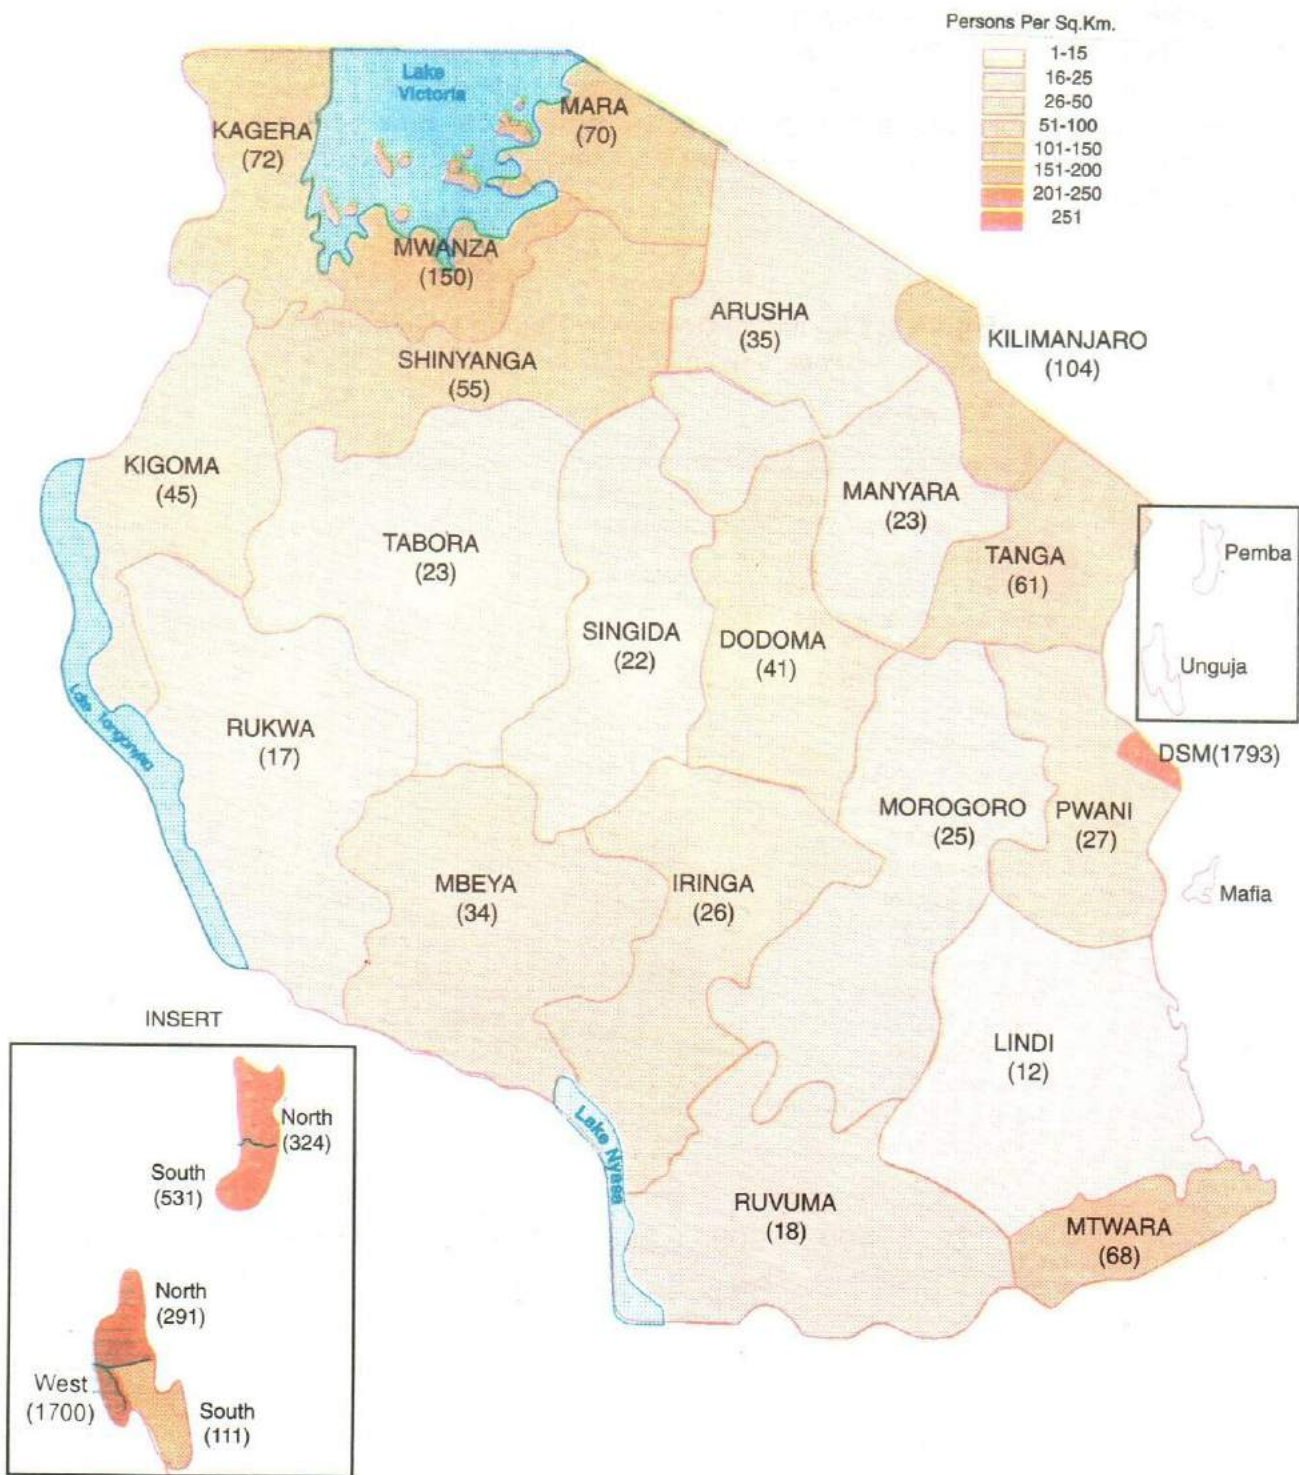 Persons Per Sq.Km.
1-15
16-25
26-50
51-100
101-150
151-200
201-250
251
Lake
Victoria
KAGERA
(72)
MARA
(70)
MWANZA
(150)
ARUSHA
(35)
KILIMANJARO
(104)
SHINYANGA
(55)
KIGOMA
(45)
MANYARA
(23)
TABORA
(23)
TANGA
(61)
Pemba
SINGIDA
(22)
DODOMA
(41)
Unguja
Lake Tanganyika
RUKWA
(17)
DSM(1793)
MOROGORO
(25)
PWANI
(27)
MBEYA
(34)
IRINGA
(26)
Mafia
INSERT
LINDI
(12)
North
(324)
South
(531)
Lake Nyasa
RUVUMA
(18)
MTWARA
(68)
North
(291)
West
(1700)
South
(111)